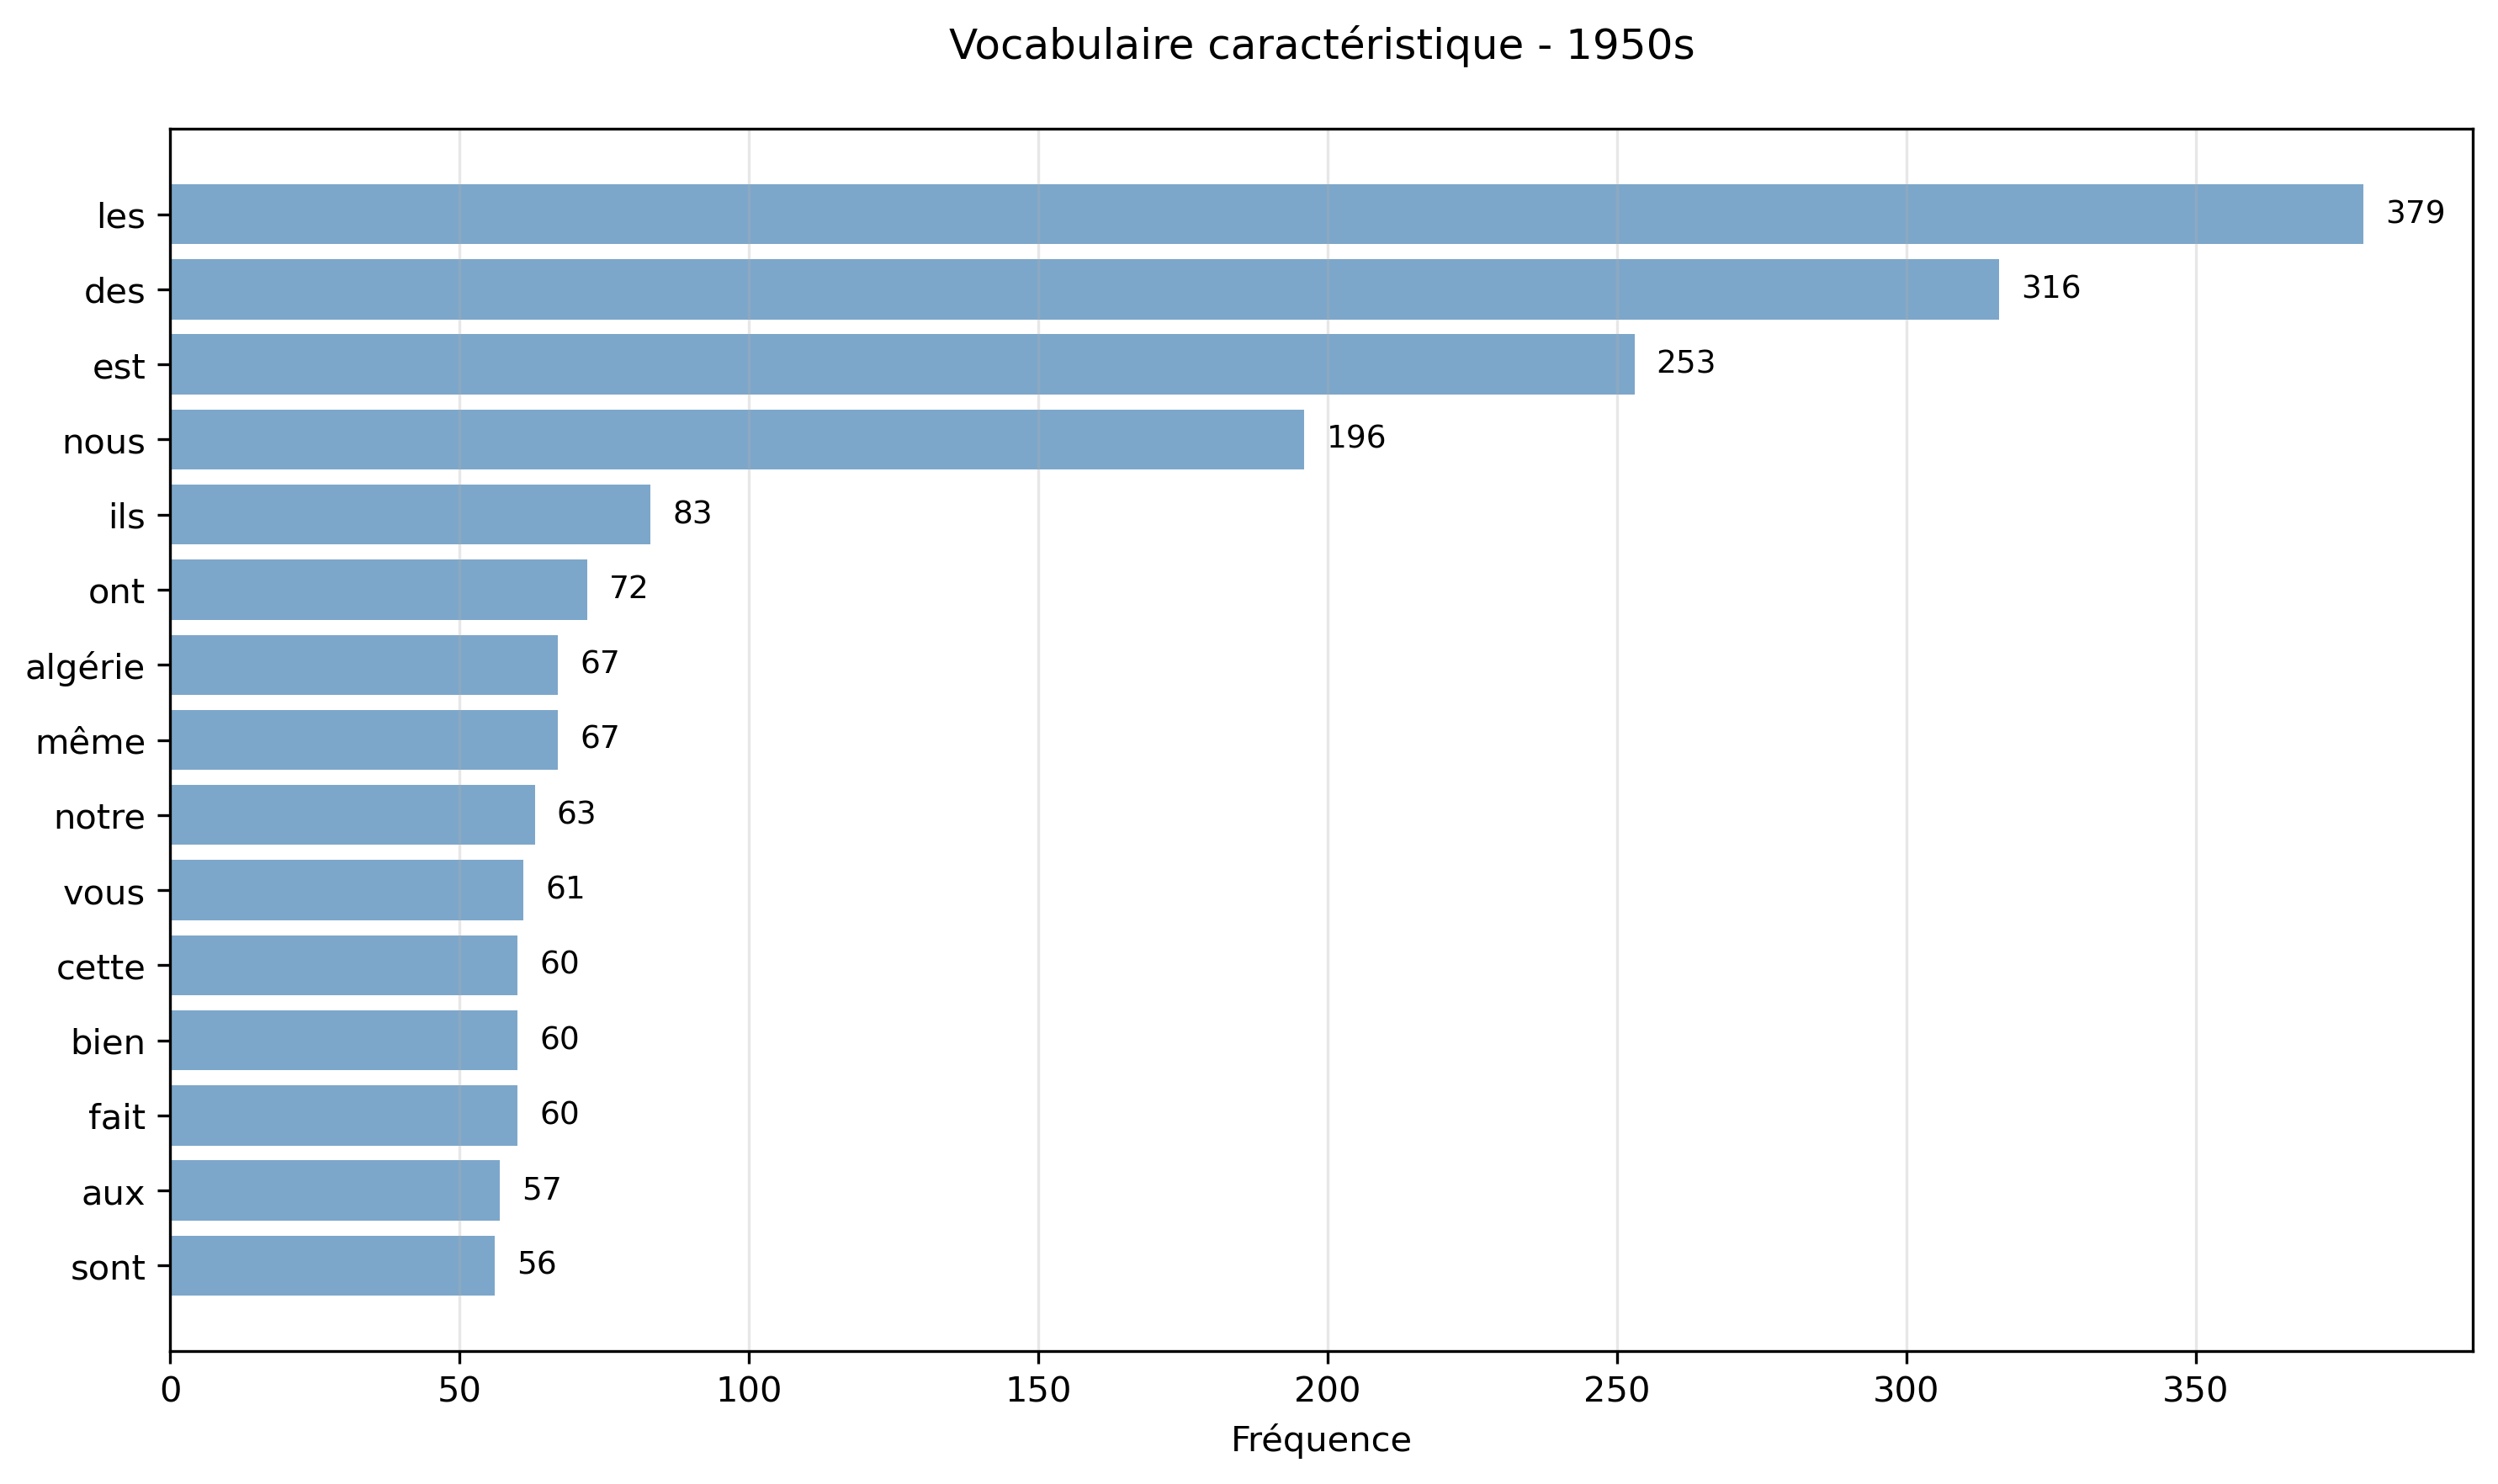 Vocabulaire caractéristique - 1950s
les 379
des 316
est 253
nous 196
ils 83
ont 72
algérie 67
même 67
notre 63
vous 61
cette 60
bien 60
fait 60
aux 57
sont 56
0 50 100 150 200 250 300 350
Fréquence